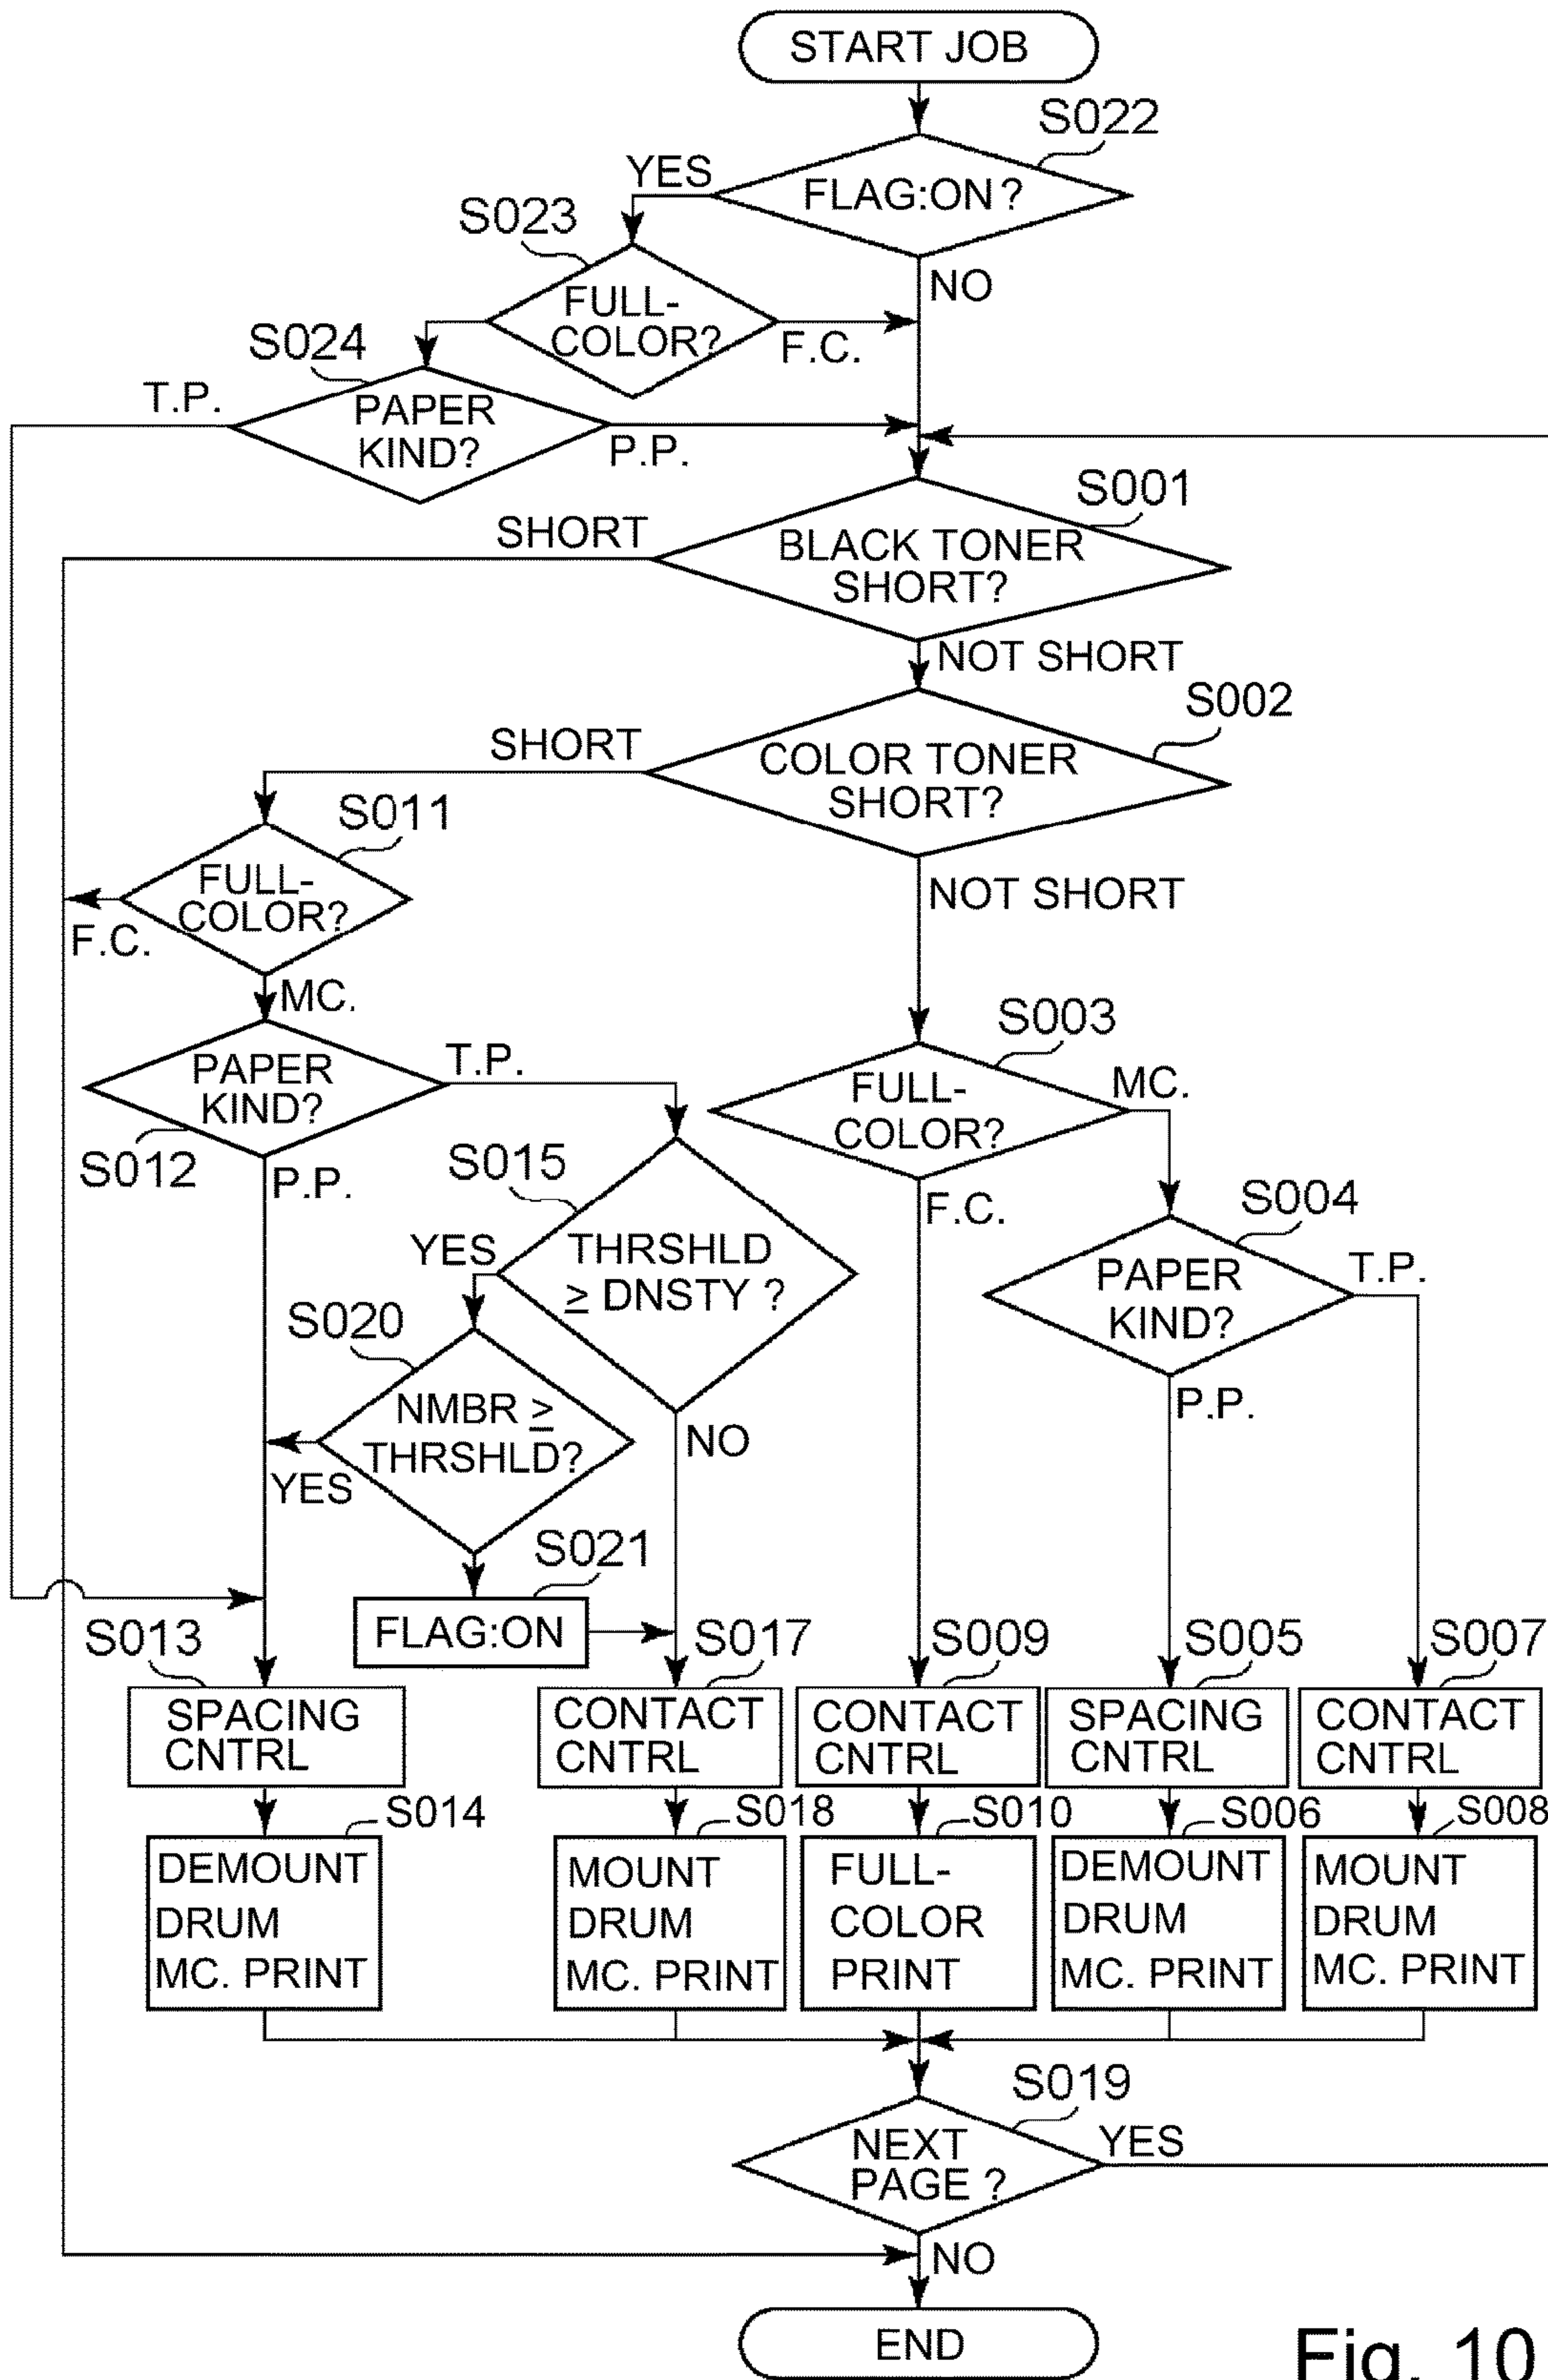 START JOB
S022
YES
FLAG:ON ?
S023
NO
FULL-
COLOR?
F.C.
S024
T.P.
PAPER
KIND?
P.P.
S001
SHORT
BLACK TONER
SHORT?
NOT SHORT
S002
SHORT
COLOR TONER
SHORT?
S011
NOT SHORT
FULL-
COLOR?
F.C.
MC.
S003
PAPER
KIND?
T.P.
FULL-
COLOR?
MC.
S012
P.P.
S015
F.C.
S004
YES
THRSHLD
≥ DNSTY ?
PAPER
KIND?
T.P.
S020
P.P.
NMBR ≥
THRSHLD?
NO
YES
S021
FLAG:ON
S013
S017
S009
S005
S007
SPACING
CNTRL
CONTACT
CNTRL
CONTACT
CNTRL
SPACING
CNTRL
CONTACT
CNTRL
S014
S018
S010
S006
S008
DEMOUNT
DRUM
MC. PRINT
MOUNT
DRUM
MC. PRINT
FULL-
COLOR
PRINT
DEMOUNT
DRUM
MC. PRINT
MOUNT
DRUM
MC. PRINT
S019
NEXT
PAGE ?
YES
NO
END
Fig. 10